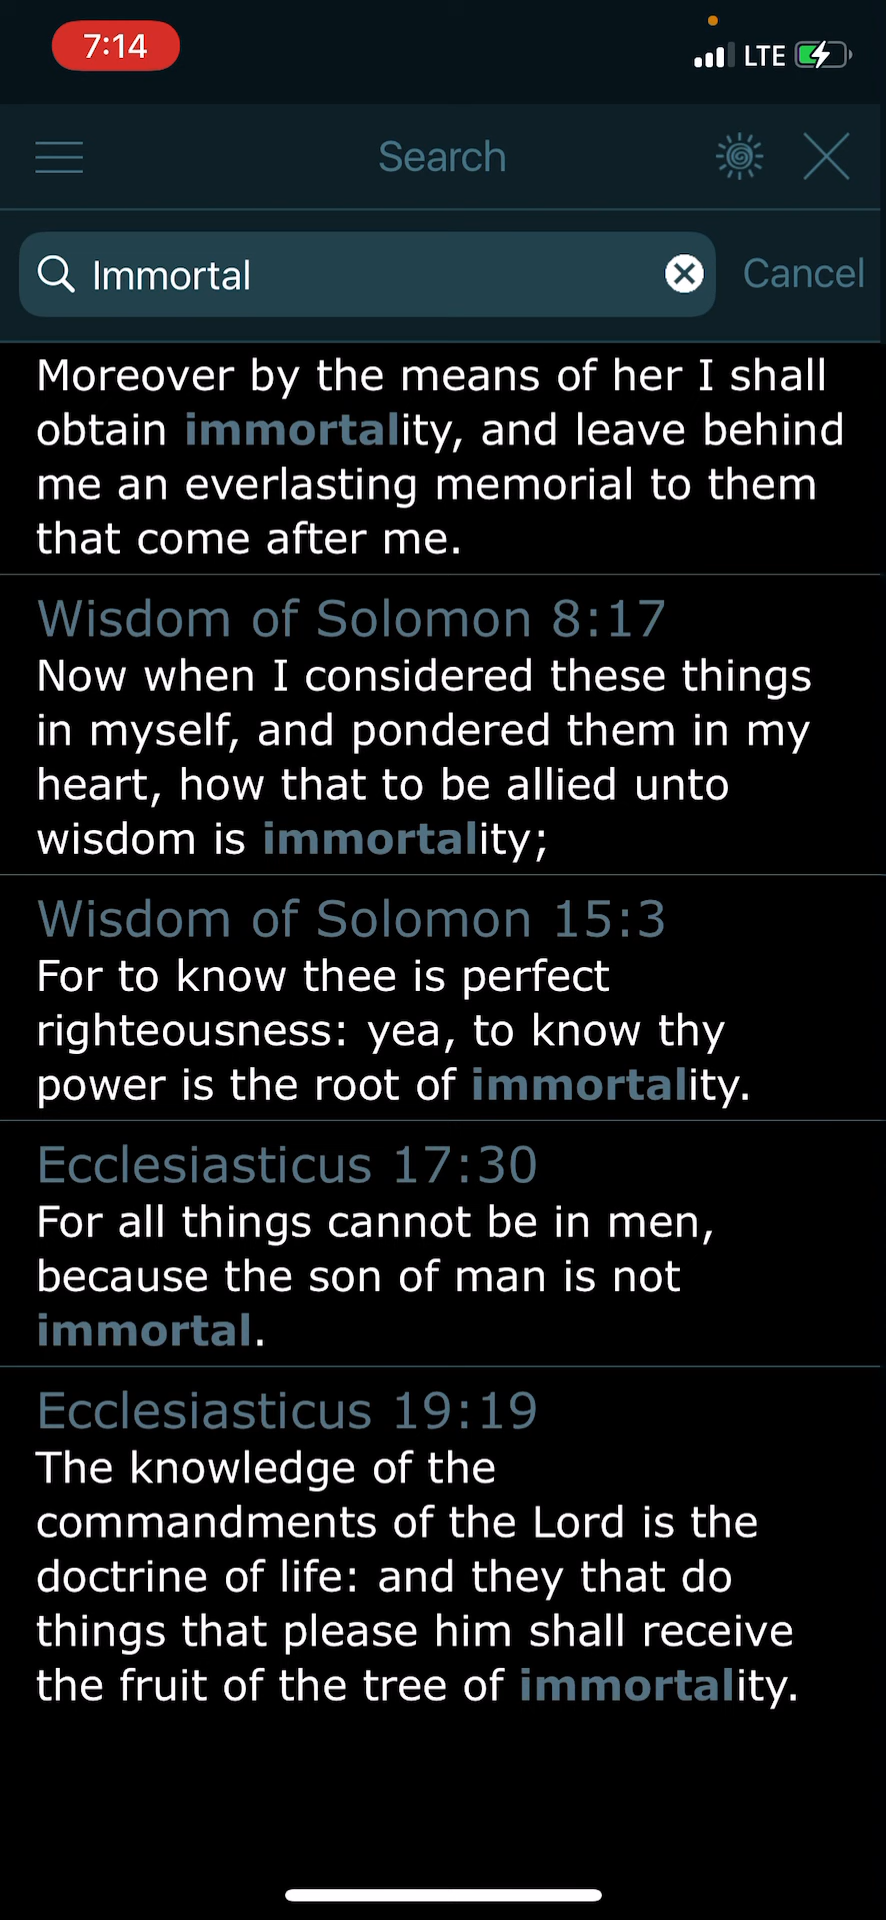 7:14
LTE
Search
Immortal
Cancel
Moreover by the means of her I shall
obtain immortality, and leave behind
me an everlasting memorial to them
that come after me.
Wisdom of Solomon 8:17
Now when I considered these things
in myself, and pondered them in my
heart, how that to be allied unto
wisdom is immortality;
Wisdom of Solomon 15:3
For to know thee is perfect
righteousness: yea, to know thy
power is the root of immortality.
Ecclesiasticus 17:30
For all things cannot be in men,
because the son of man is not
immortal.
Ecclesiasticus 19:19
The knowledge of the
commandments of the Lord is the
doctrine of life: and they that do
things that please him shall receive
the fruit of the tree of immortality.